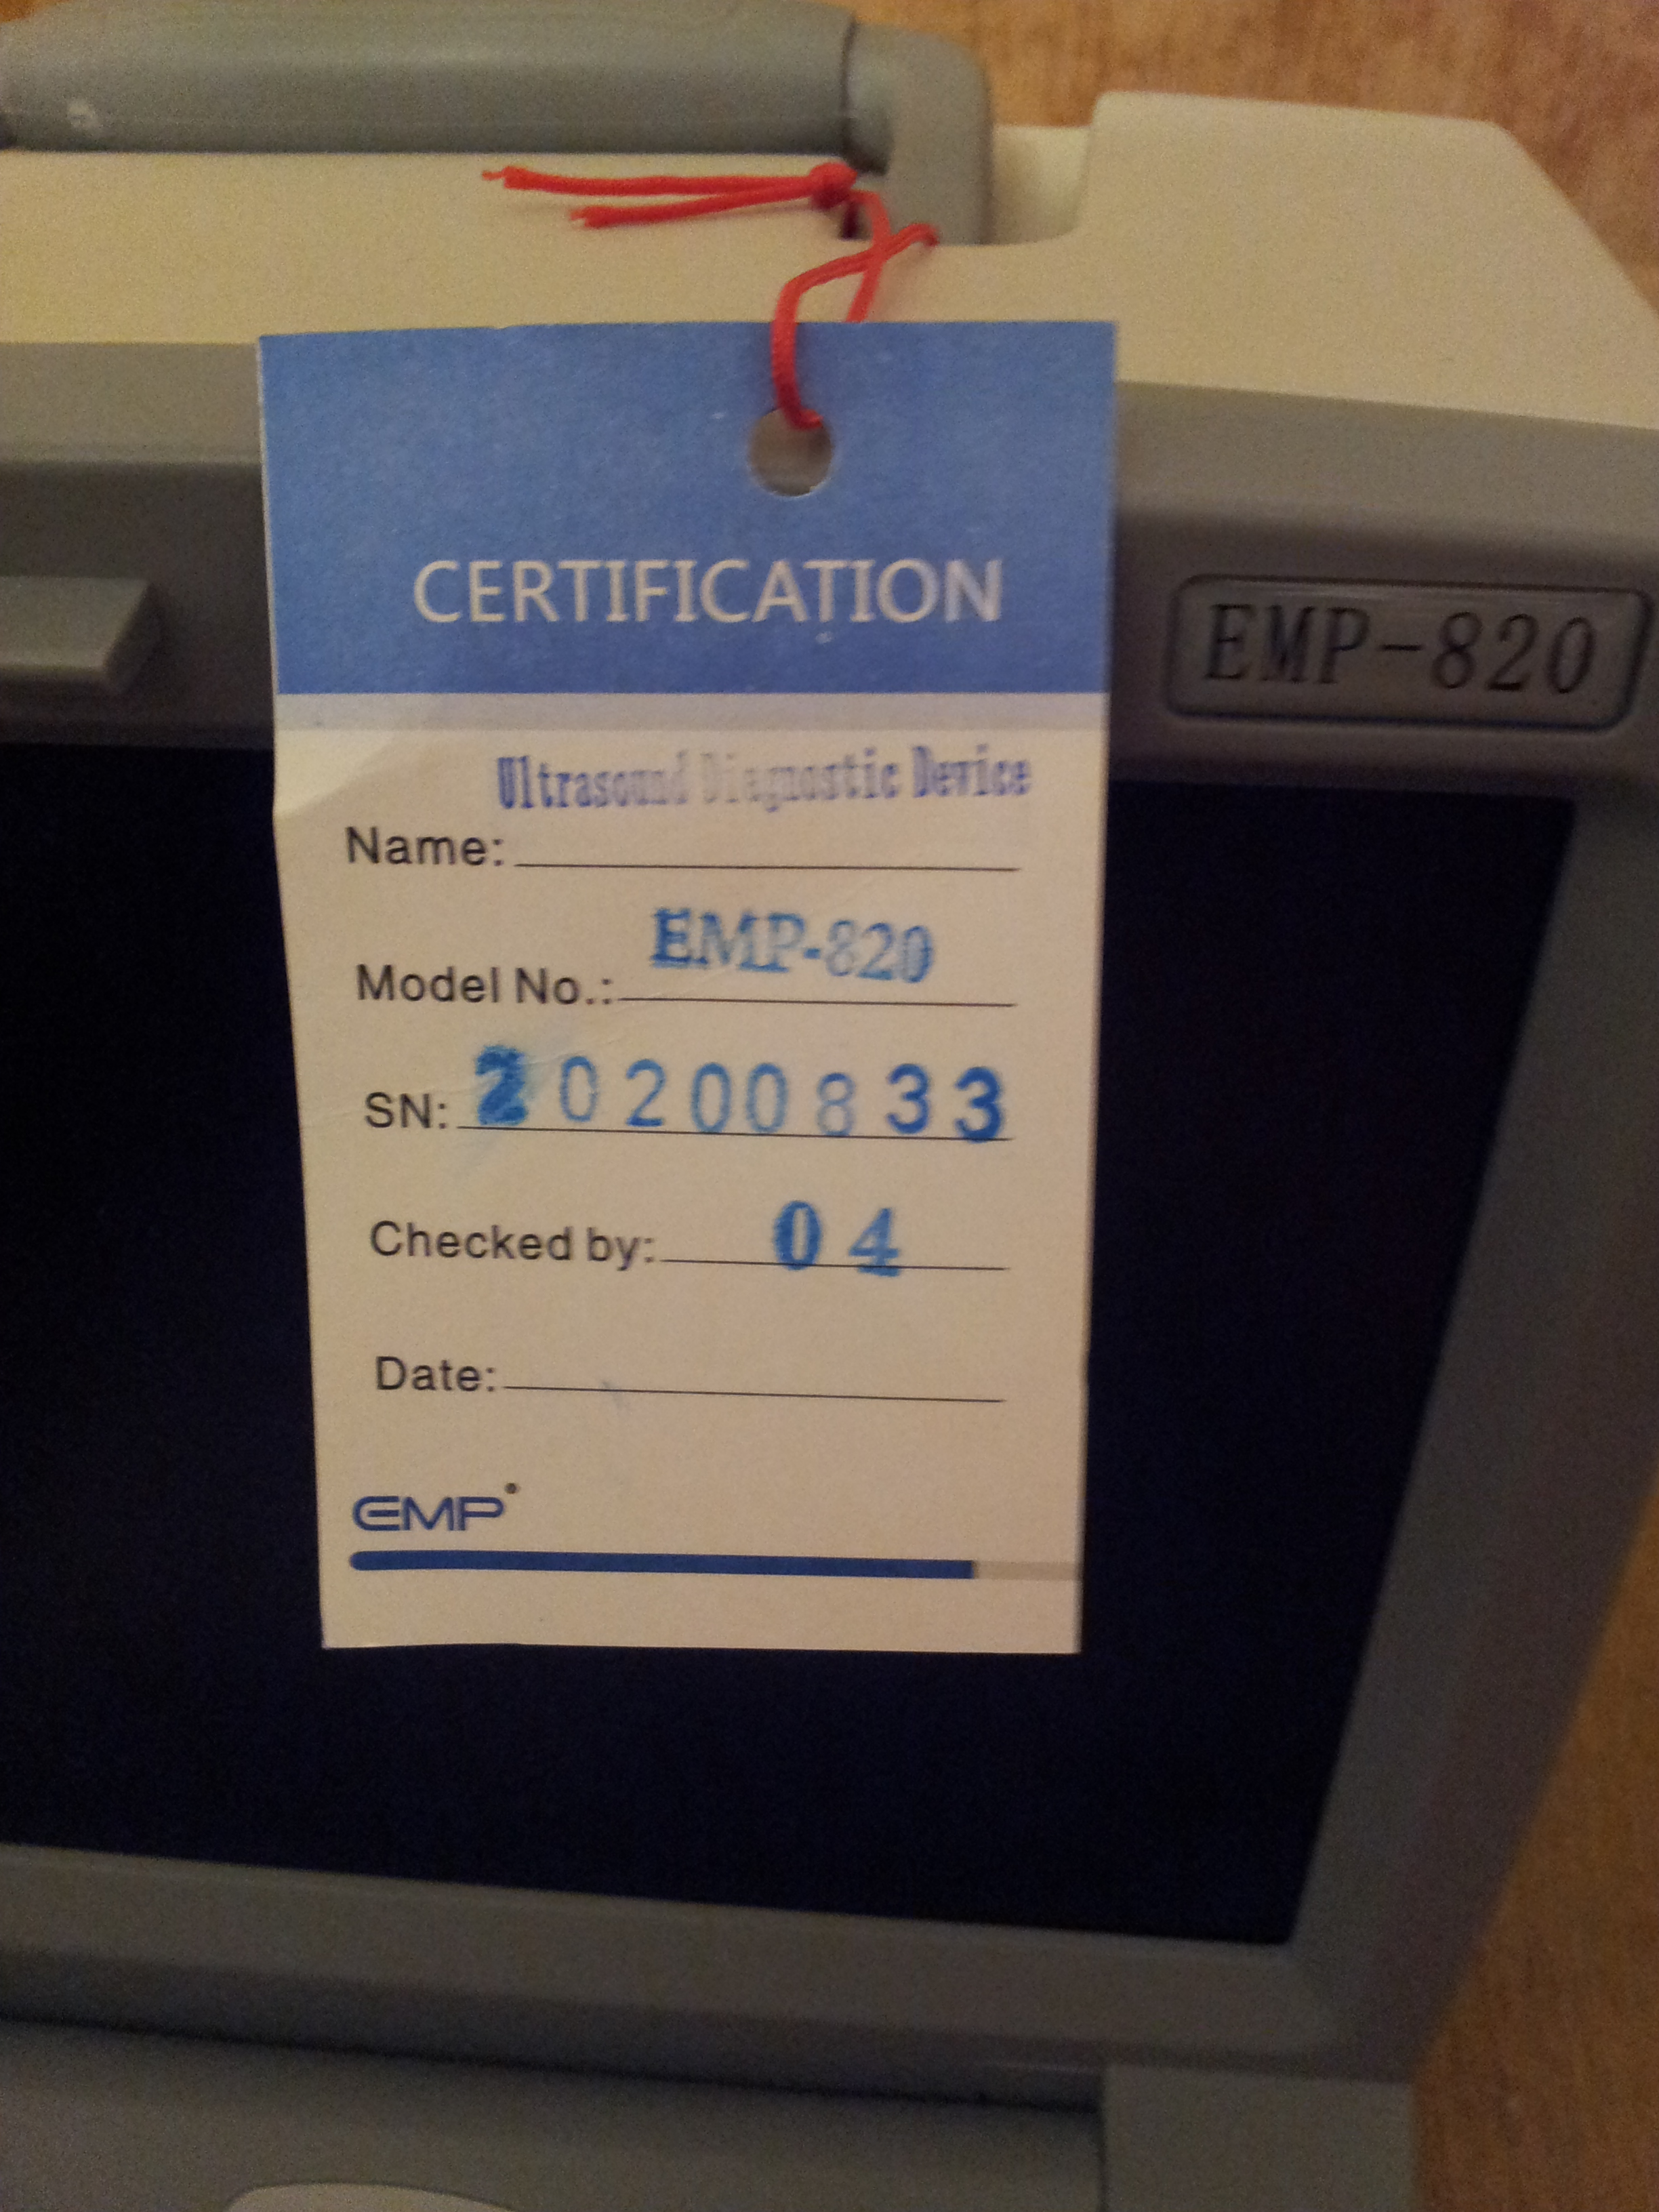 CERTIFICATION
EMP-820
Ultrasound Diagnostic Device
Name:
EMP-820
Model No.:
SN: 20200833
Checked by: 04
Date:
EMP